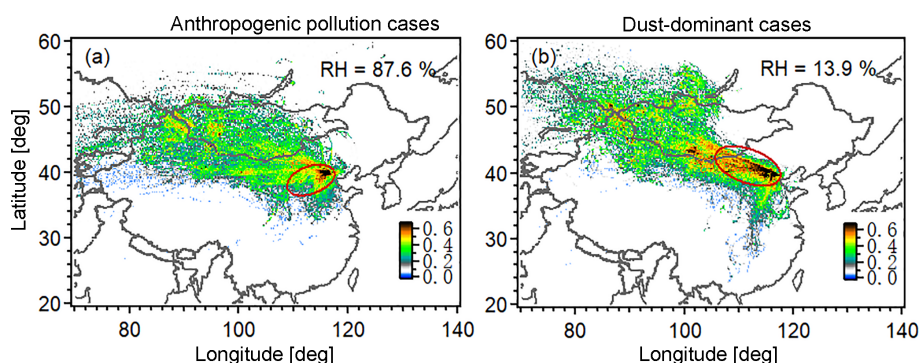 Anthropogenic pollution cases
Dust-dominant cases
60
(a)
RH = 87.6 %
50
40
30
20
0.6
0.4
0.2
0.0
80
100
120
140
Latitude [deg]
Longitude [deg]
60
(b)
RH = 13.9 %
50
40
30
20
0.6
0.4
0.2
0.0
80
100
120
140
Longitude [deg]